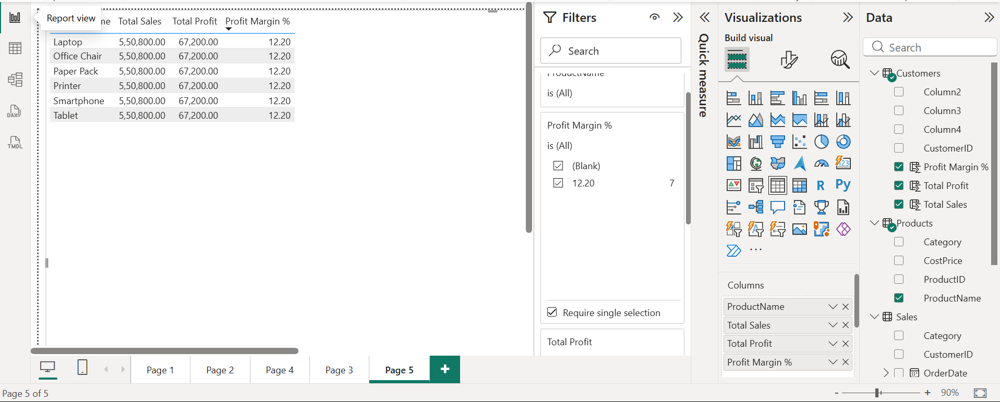 Report view
ne Total Sales Total Profit Profit Margin %
Laptop 5,50,800.00 67,200.00 12.20
Office Chair 5,50,800.00 67,200.00 12.20
Paper Pack 5,50,800.00 67,200.00 12.20
Printer 5,50,800.00 67,200.00 12.20
Smartphone 5,50,800.00 67,200.00 12.20
Tablet 5,50,800.00 67,200.00 12.20
DAX
TMDL
Filters
Search
ProductName
is (All)
Profit Margin %
is (All)
(Blank)
12.20 7
Require single selection
Total Profit
Quick measure
Visualizations
Build visual
123
R
Py
Columns
ProductName
Total Sales
Total Profit
Profit Margin %
Data
Search
Customers
Column2
Column3
Column4
CustomerID
Profit Margin %
Total Profit
Total Sales
Products
Category
CostPrice
ProductID
ProductName
Sales
Category
CustomerID
OrderDate
Page 1
Page 2
Page 4
Page 3
Page 5
+
Page 5 of 5
- + 90%